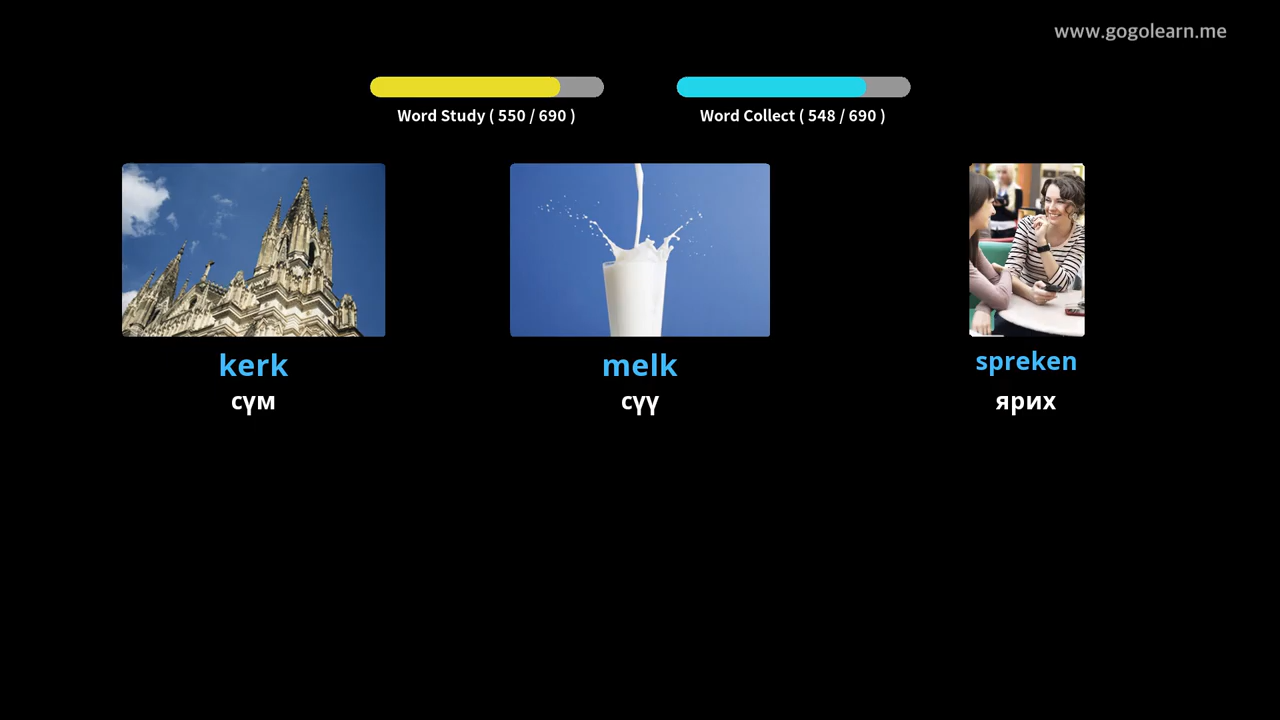 www.gogolearn.me
Word Study ( 550 / 690 )
Word Collect ( 548 / 690 )
kerk
melk
spreken
сүм
сүү
ярих